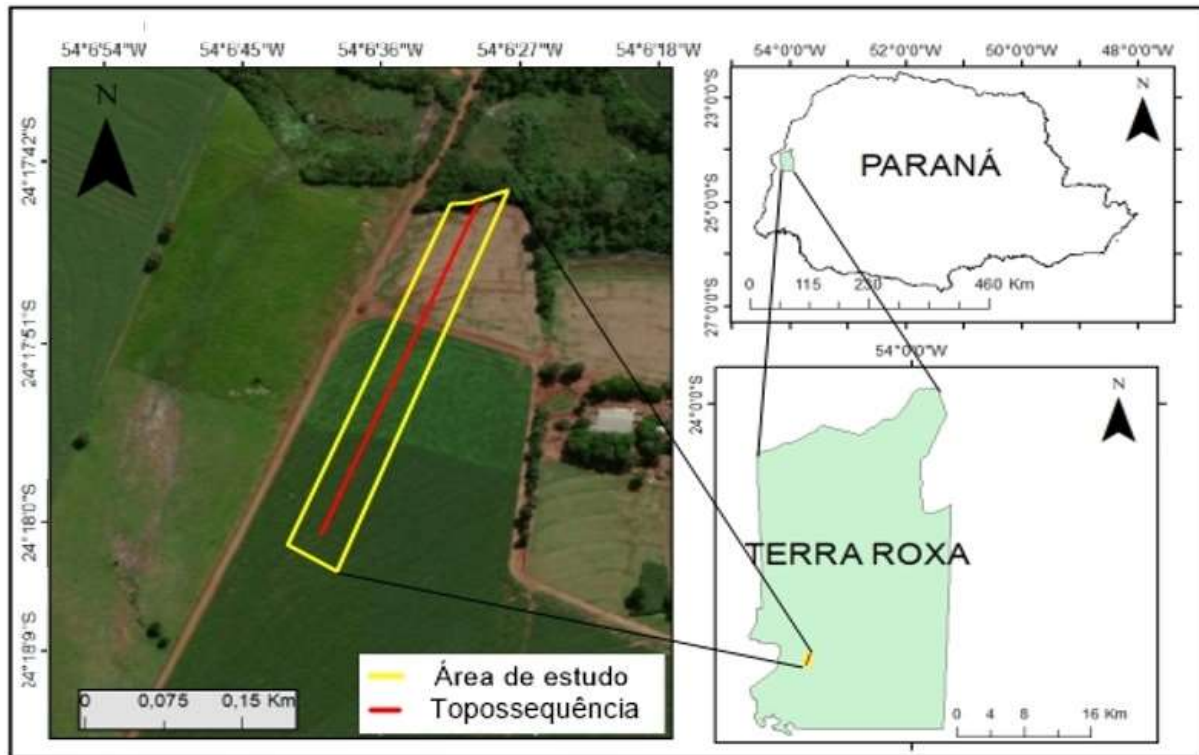 54°6'54"W 54°6'45"W 54°6'36"W 54°6'27"W 54°6'18"W
N
24°17'42"S
24°17'51"S
24°18'0"S
24°18'9"S
Área de estudo
Topossequência
0 0.075 0.15 Km
54°0'0"W 52°0'0"W 50°0'0"W 48°0'0"W
N
23°0'0"S
25°0'0"S
27°0'0"S
PARANÁ
0 115 230 460 Km
54°0'0"W
N
24°0'0"S
TERRA ROXA
0 4 8 16 Km